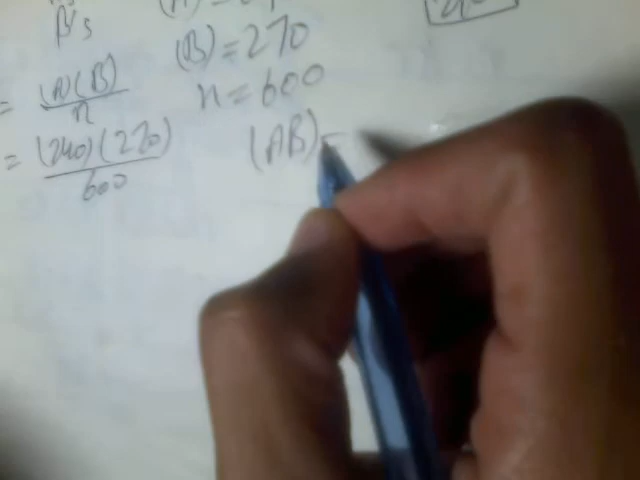 β's
(B) = 270
= (A)(B) / n
n = 600
= (240)(270) / 600
(AB) =